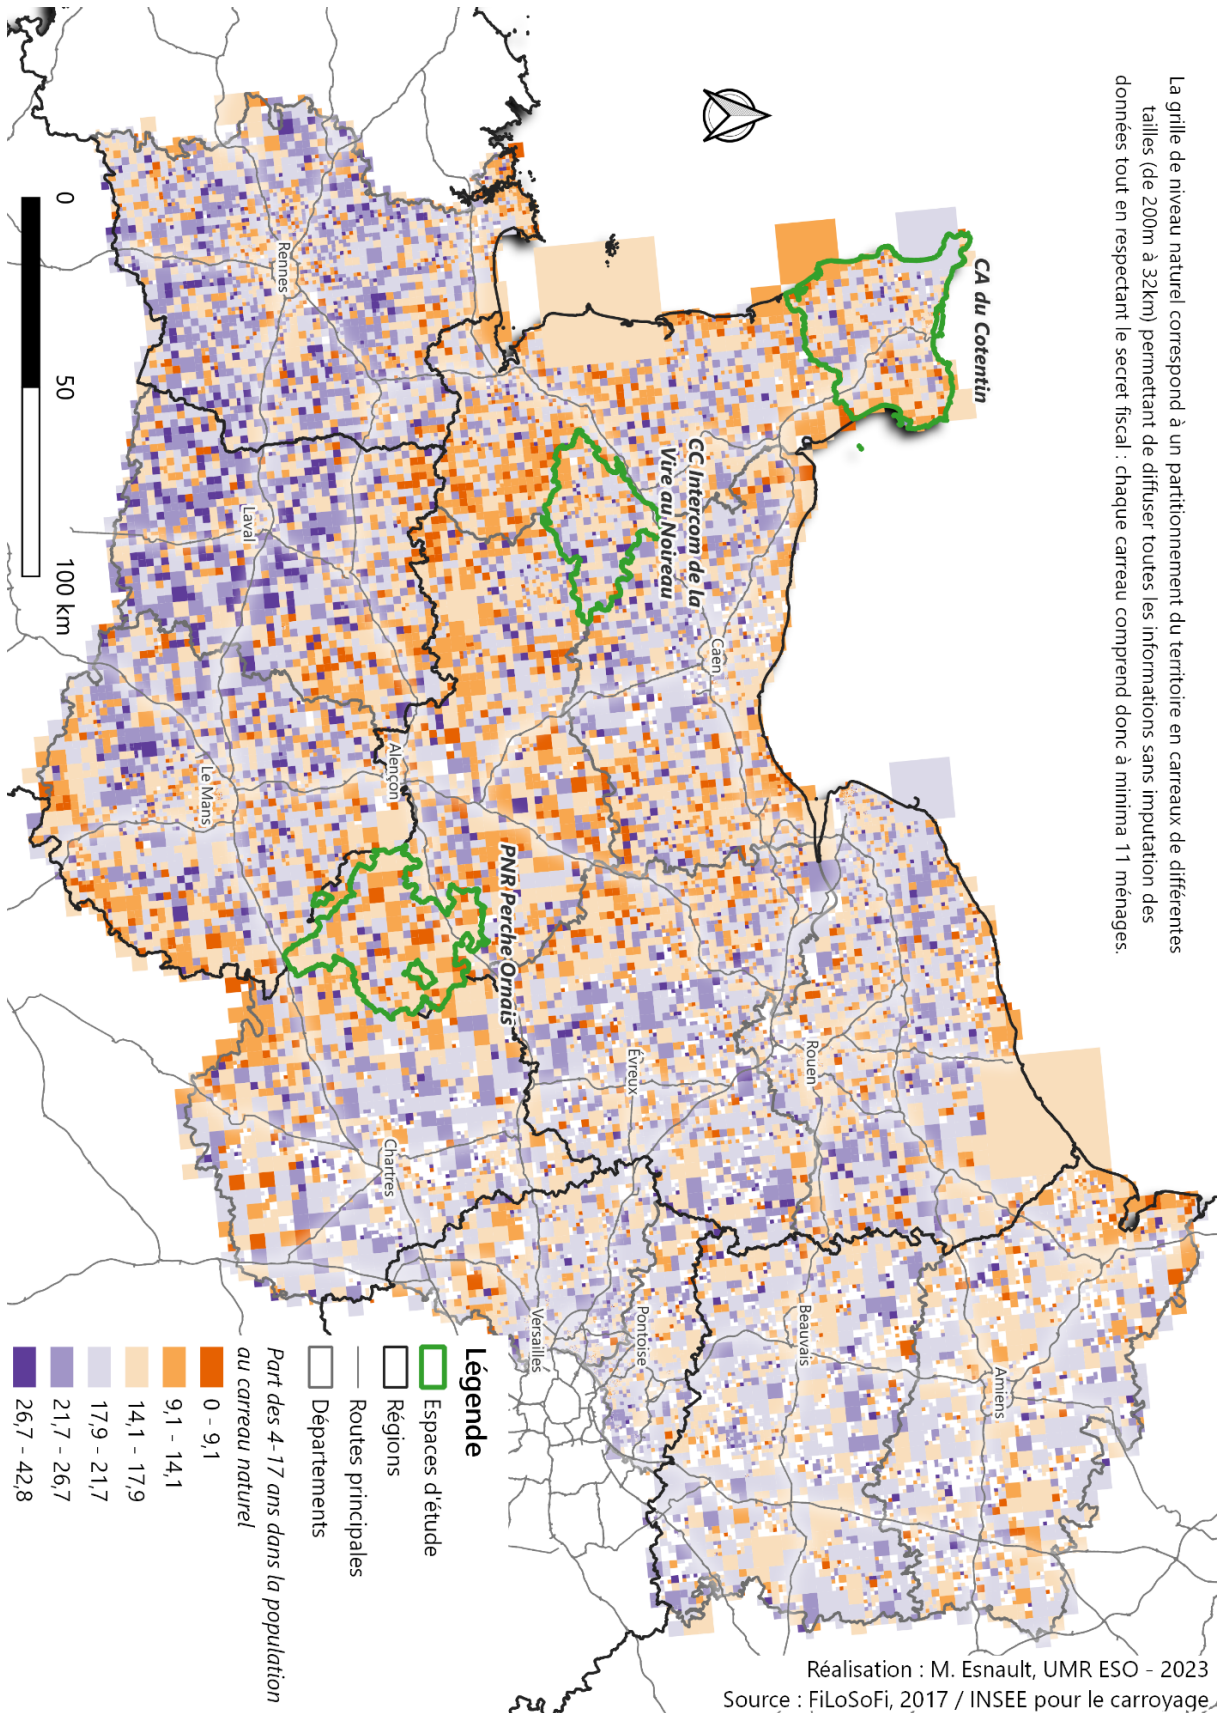 La grille de niveau naturel correspond à un partitionnement du territoire en carreaux de différentes
tailles (de 200m à 32km) permettant de diffuser toutes les informations sans imputation des
données tout en respectant le secret fiscal : chaque carreau comprend donc à minima 11 ménages.
CA du Cotentin
CC Intercom de la
Vire au Noireau
PNR Perche Ornais
Rennes
Laval
Caen
Alençon
Le Mans
Rouen
Évreux
Chartres
Versailles
Pontoise
Beauvais
Amiens
0
50
100 km
Légende
Espaces d'étude
Régions
Routes principales
Départements
Part des 4- 17 ans dans la population
au carreau naturel
0 - 9,1
9,1 - 14,1
14,1 - 17,9
17,9 - 21,7
21,7 - 26,7
26,7 - 42,8
Réalisation : M. Esnault, UMR ESO - 2023
Source : FiLoSoFi, 2017 / INSEE pour le carroyage